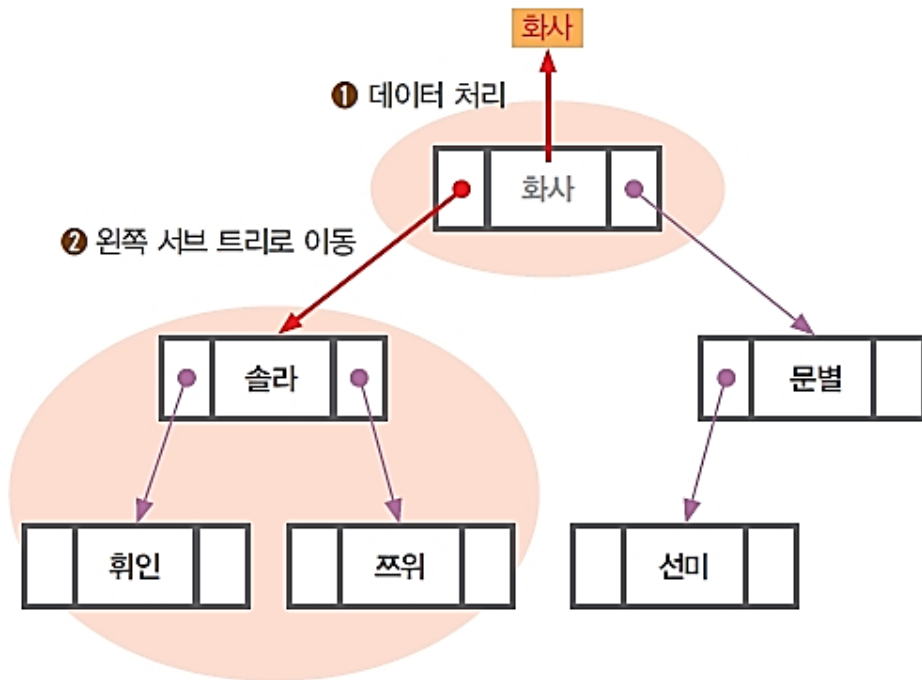 화사
❶ 데이터 처리
화사
❷ 왼쪽 서브 트리로 이동
솔라
문별
휘인
쯔위
선미